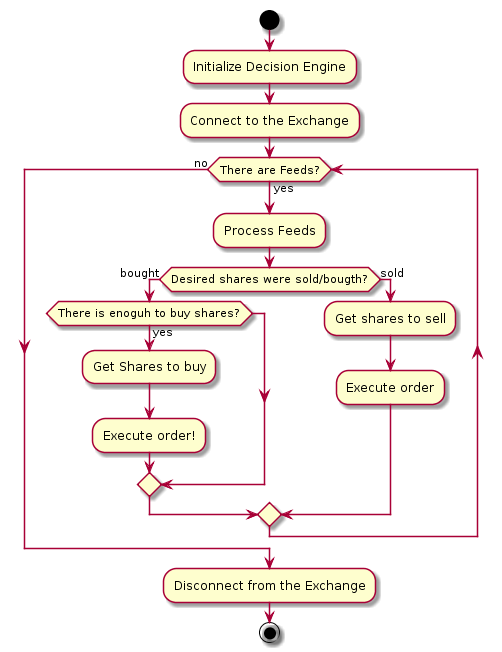 Initialize Decision Engine
Connect to the Exchange
no
There are Feeds?
yes
Process Feeds
bought
Desired shares were sold/bougth?
sold
There is enoguh to buy shares?
yes
Get shares to sell
Get Shares to buy
Execute order
Execute order!
Disconnect from the Exchange